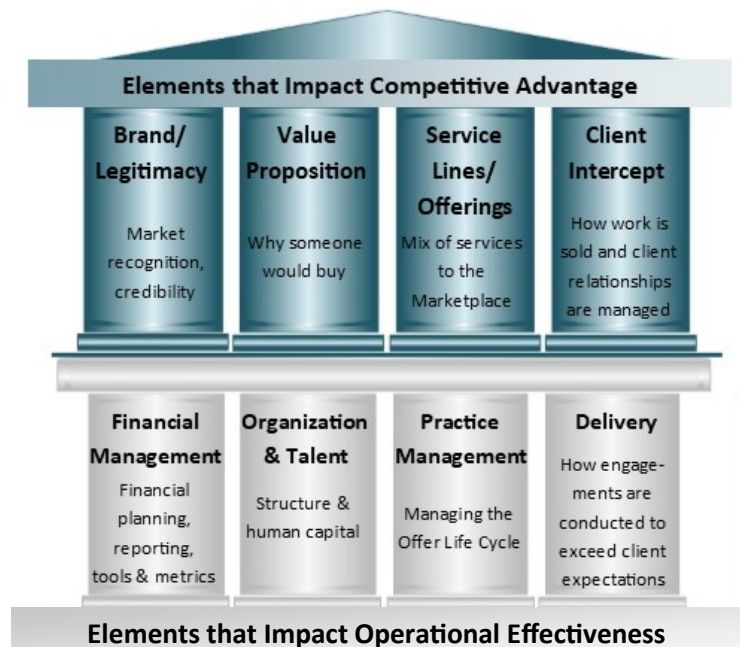 Elements that Impact Competitive Advantage
Brand/
Legitimacy
Market
recognition,
credibility
Value
Proposition
Why someone
would buy
Service
Lines/
Offerings
Mix of services
to the
Marketplace
Client
Intercept
How work is
sold and client
relationships
are managed
Financial
Management
Financial
planning,
reporting,
tools & metrics
Organization
& Talent
Structure &
human capital
Practice
Management
Managing the
Offer Life Cycle
Delivery
How engage-
ments are
conducted to
exceed client
expectations
Elements that Impact Operational Effectiveness